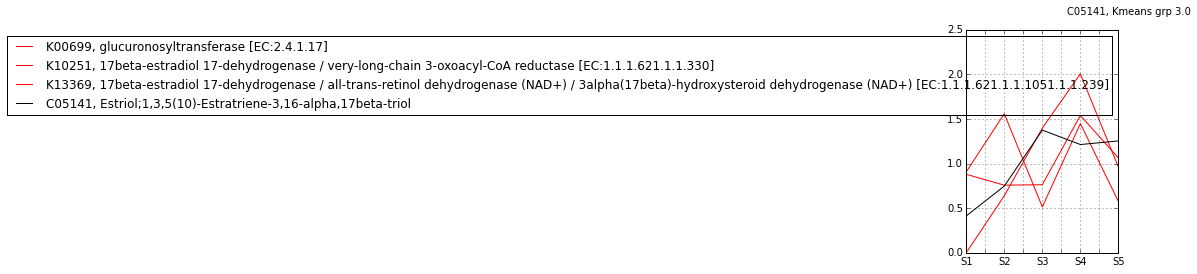 C05141, Kmeans grp 3.0
K00699, glucuronosyltransferase [EC:2.4.1.17]
K10251, 17beta-estradiol 17-dehydrogenase / very-long-chain 3-oxoacyl-CoA reductase [EC:1.1.1.621.1.1.330]
K13369, 17beta-estradiol 17-dehydrogenase / all-trans-retinol dehydrogenase (NAD+) / 3alpha(17beta)-hydroxysteroid dehydrogenase (NAD+) [EC:1.1.1.621.1.1.1051.1.1.239]
C05141, Estriol;1,3,5(10)-Estratriene-3,16-alpha,17beta-triol
2.5
2.0
1.5
1.0
0.5
0.0
S1 S2 S3 S4 S5